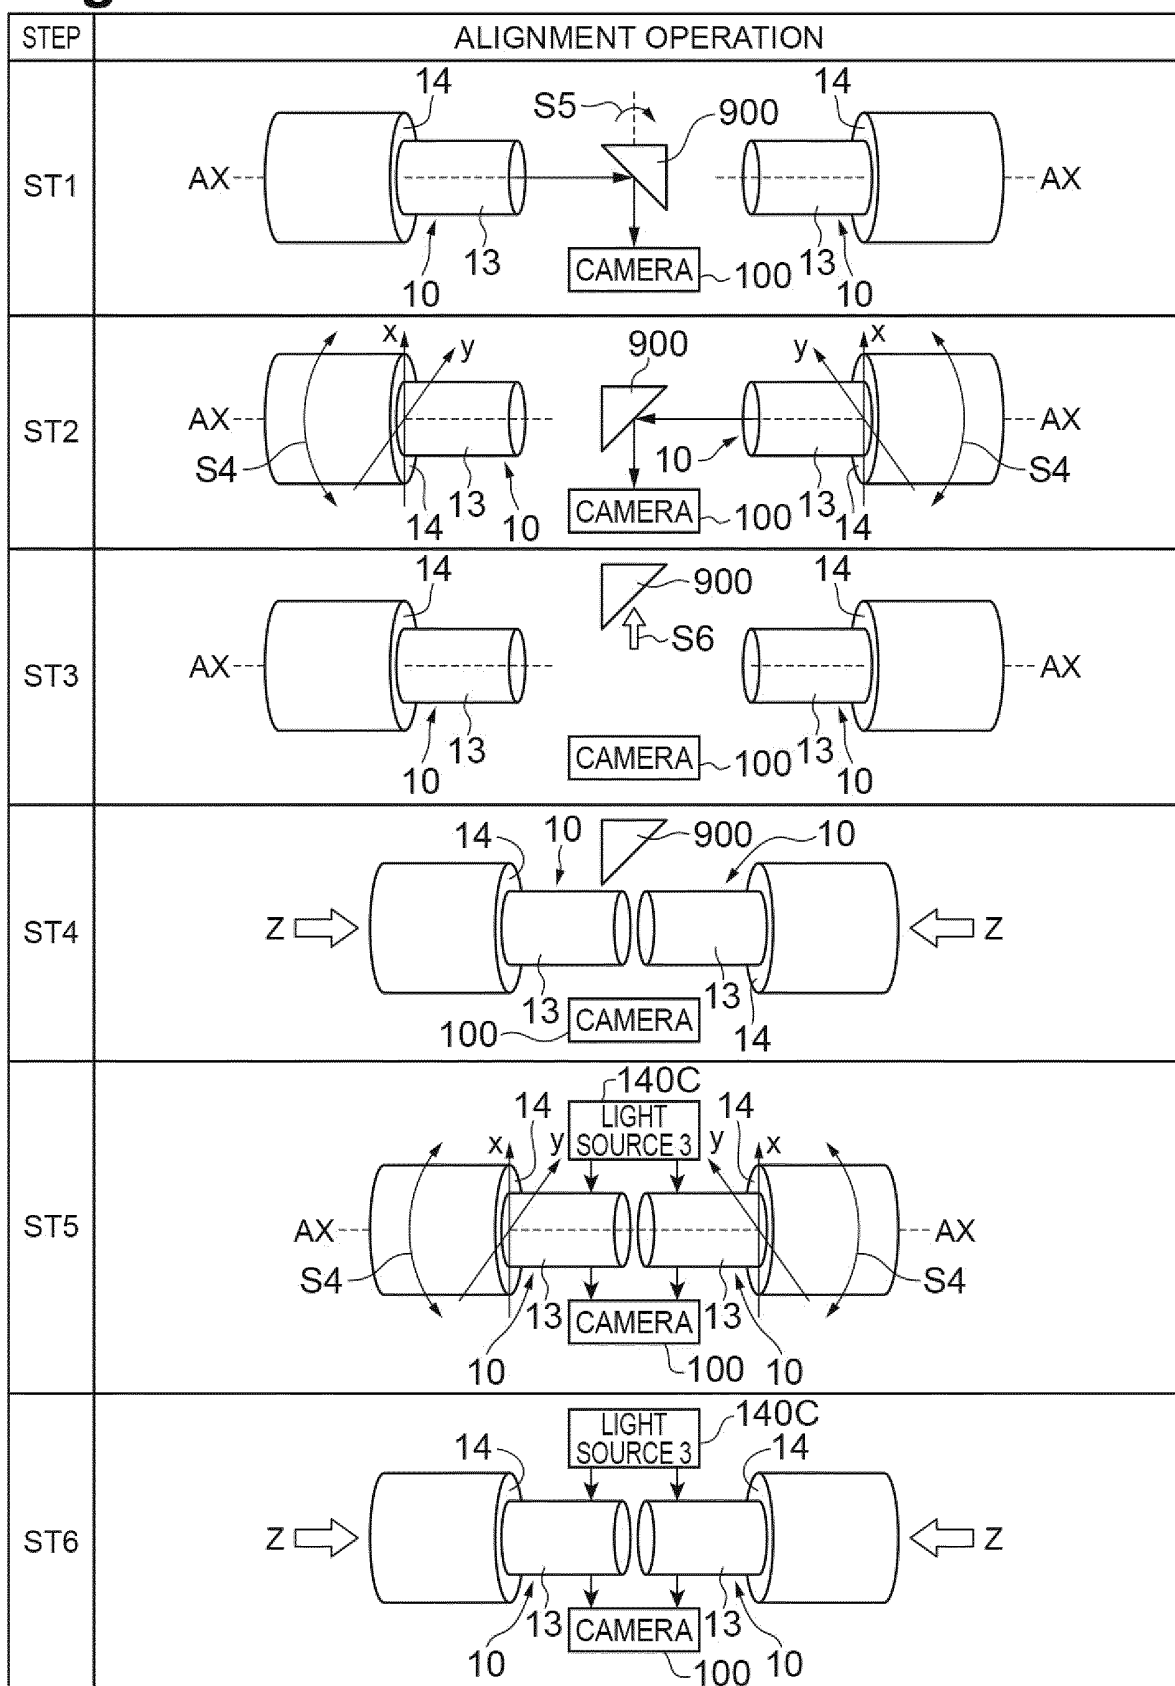 g
STEP ALIGNMENT OPERATION
14 S5 900 14
ST1 AX AX
13 CAMERA 100 13
10 10
x y 900 y x
ST2 AX AX
S4 13 10 13 S4
14 10 CAMERA 100 14
14 900 14
S6
ST3 AX AX
13 CAMERA 100 13
10 10
14 10 900 10
ST4 Z Z
13 13
100 CAMERA 14
140C
14 LIGHT 14
x y SOURCE 3 y x
ST5 AX AX
S4 S4
13 CAMERA 13
10 100 10
140C
14 LIGHT 14
SOURCE 3
ST6 Z Z
13 CAMERA 13
10 100 10